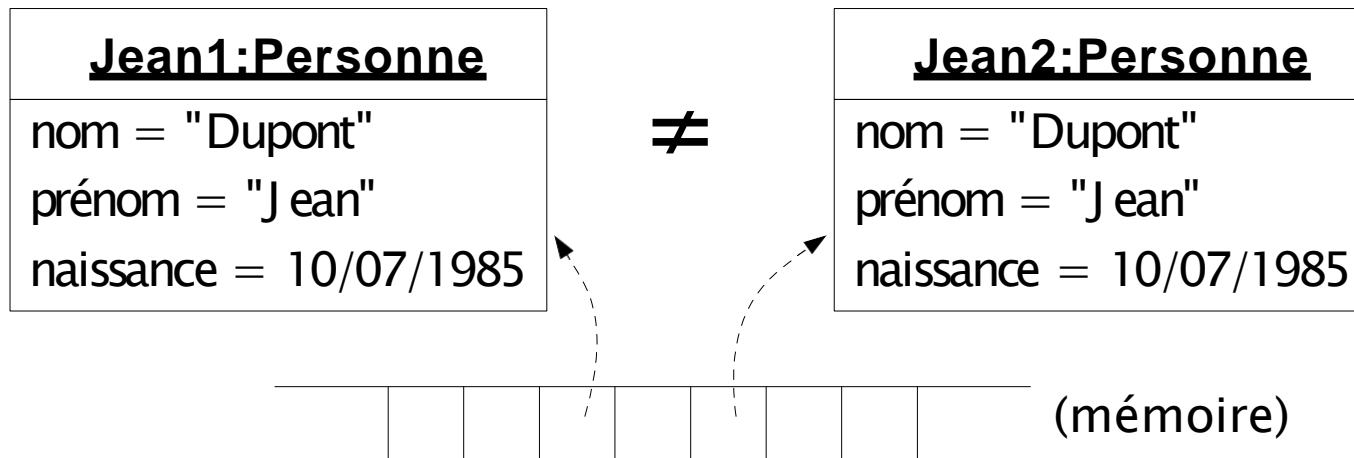 Jean1:Personne
nom = "Dupont"
prénom = "Jean"
naissance = 10/07/1985
≠
Jean2:Personne
nom = "Dupont"
prénom = "Jean"
naissance = 10/07/1985
(mémoire)